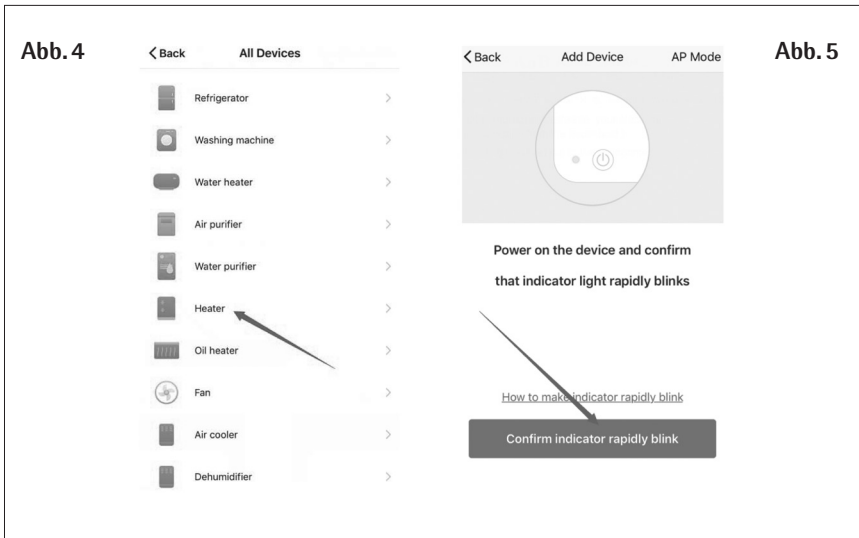 Abb. 4
Back All Devices
Refrigerator
Washing machine
Water heater
Air purifier
Water purifier
Heater
Oil heater
Fan
Air cooler
Dehumidifier
Abb. 5
Back Add Device AP Mode
Power on the device and confirm
that indicator light rapidly blinks
How to make indicator rapidly blink
Confirm indicator rapidly blink